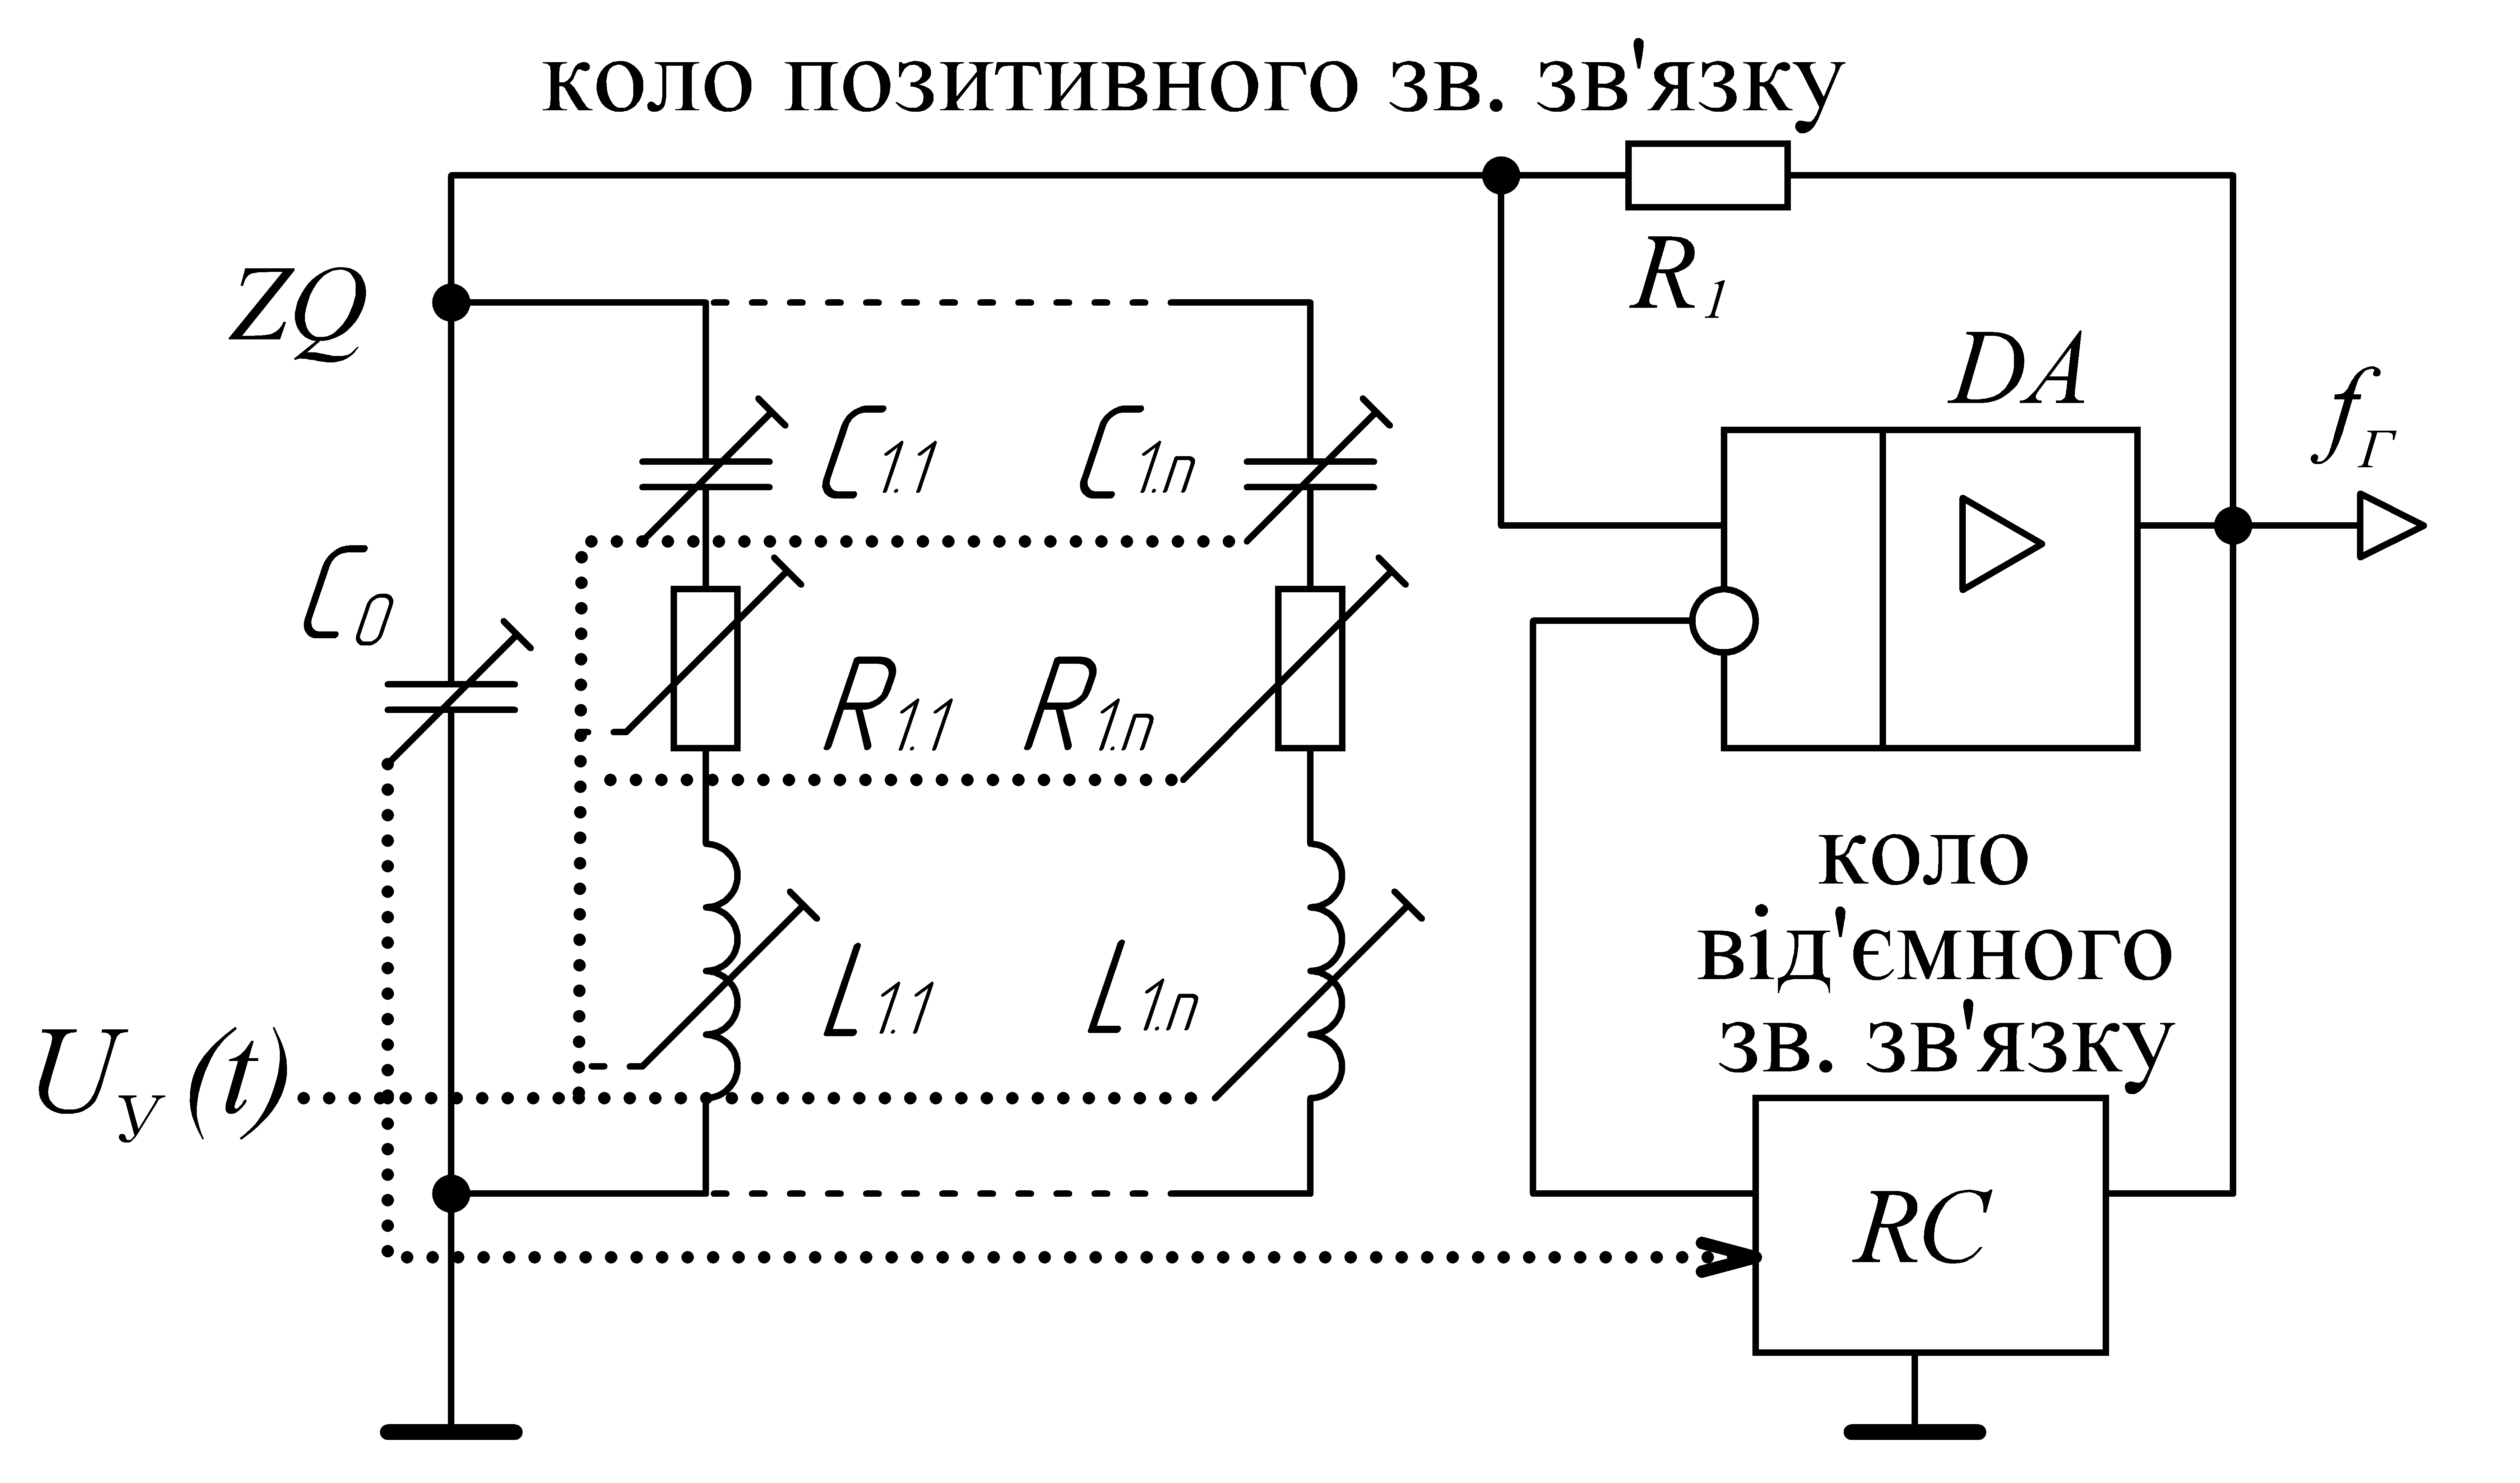 коло позитивного зв. зв'язку
ZQ
R1
DA
fГ
C1.1
C1.n
C0
R1.1
R1.n
коло
від'ємного
зв. зв'язку
L1.1
L1.n
Uу (t)
RC